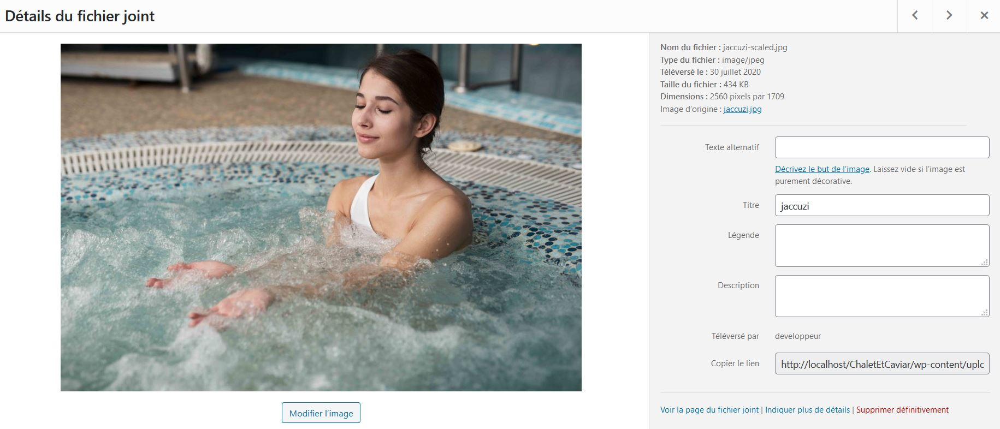 Détails du fichier joint
Nom du fichier : jaccuzi-scaled.jpg
Type du fichier : image/jpeg
Téléversé le : 30 juillet 2020
Taille du fichier : 434 KB
Dimensions : 2560 pixels par 1709
Image d’origine : jaccuzi.jpg
Texte alternatif
Décrivez le but de l’image. Laissez vide si l’image est
purement décorative.
Titre jaccuzi
Légende
Description
Téléversé par developpeur
Copier le lien http://localhost/ChaletEtCaviar/wp-content/uplo
Modifier l’image
Voir la page du fichier joint | Indiquer plus de détails | Supprimer définitivement